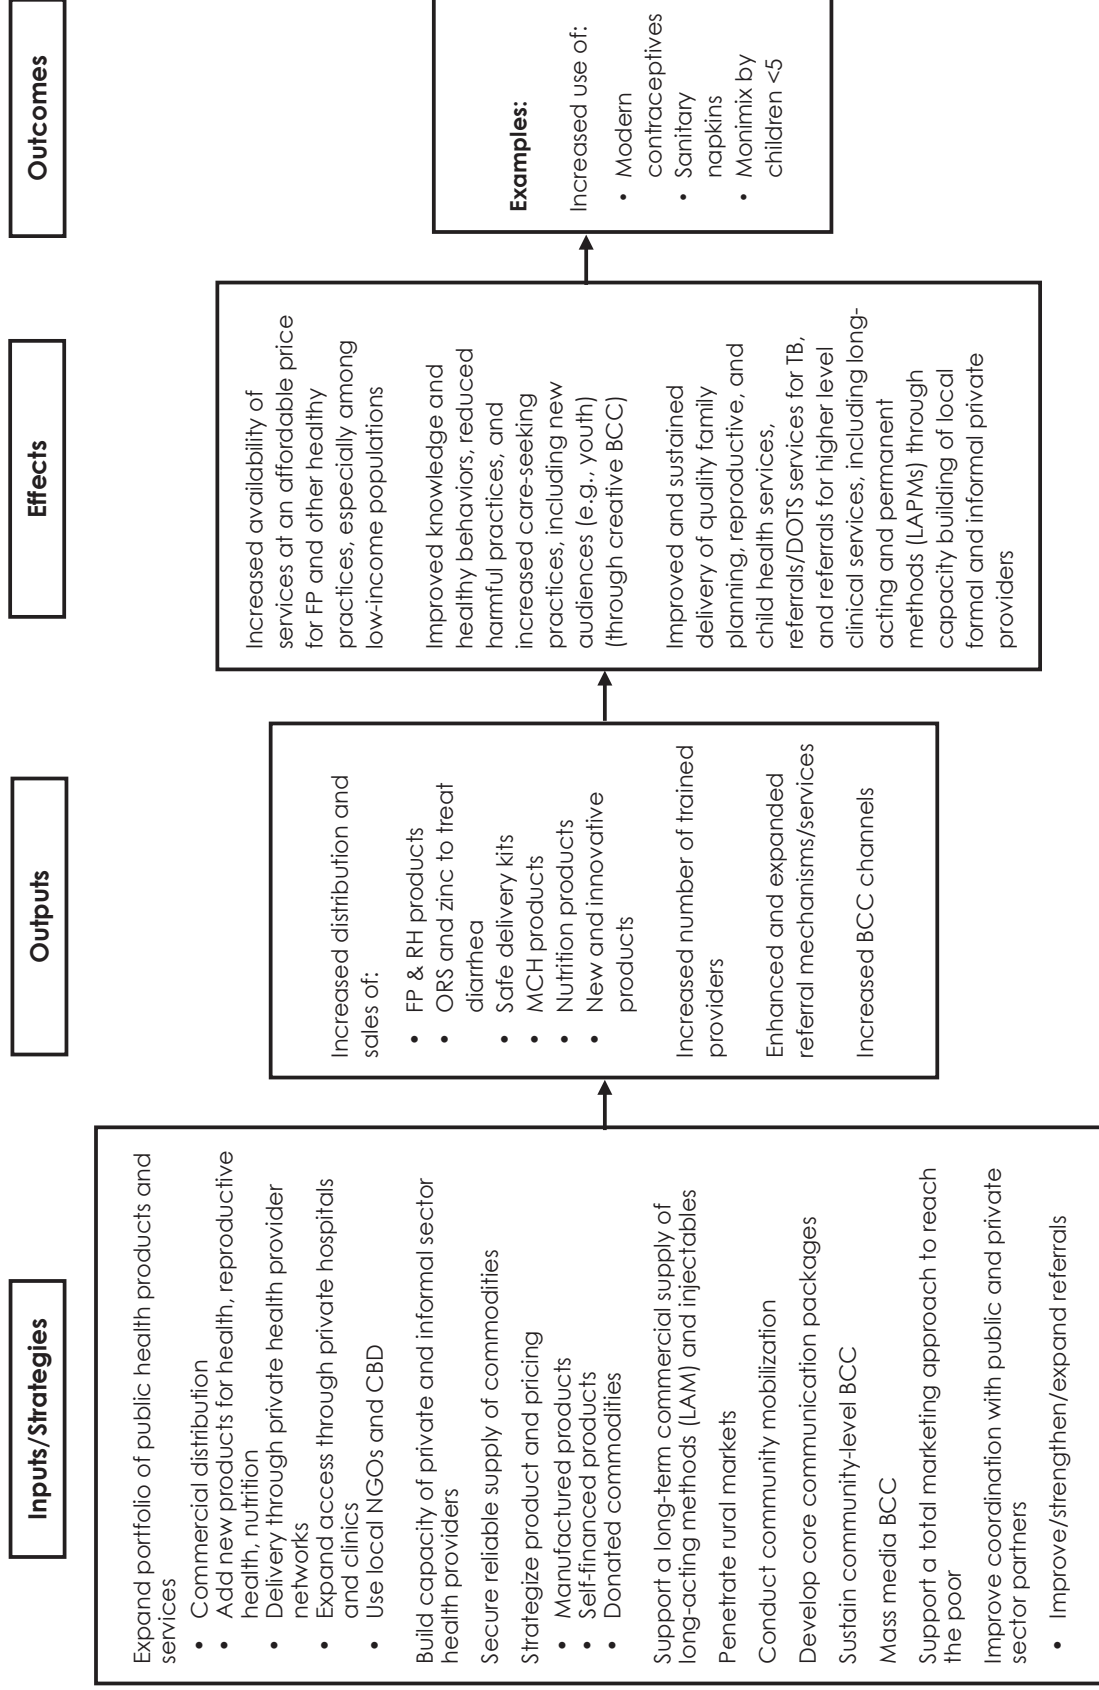 Inputs/Strategies
Expand portfolio of public health products and
services
• Commercial distribution
• Add new products for health, reproductive
health, nutrition
• Delivery through private health provider
networks
• Expand access through private hospitals
and clinics
• Use local NGOs and CBD
Build capacity of private and informal sector
health providers
Secure reliable supply of commodities
Strategize product and pricing
• Manufactured products
• Self-financed products
• Donated commodities
Support a long-term commercial supply of
long-acting methods (LAM) and injectables
Penetrate rural markets
Conduct community mobilization
Develop core communication packages
Sustain community-level BCC
Mass media BCC
Support a total marketing approach to reach
the poor
Improve coordination with public and private
sector partners
• Improve/strengthen/expand referrals
Outputs
Increased distribution and
sales of:
• FP & RH products
• ORS and zinc to treat
diarrhea
• Safe delivery kits
• MCH products
• Nutrition products
• New and innovative
products
Increased number of trained
providers
Enhanced and expanded
referral mechanisms/services
Increased BCC channels
Effects
Increased availability of
services at an affordable price
for FP and other healthy
practices, especially among
low-income populations
Improved knowledge and
healthy behaviors, reduced
harmful practices, and
increased care-seeking
practices, including new
audiences (e.g., youth)
(through creative BCC)
Improved and sustained
delivery of quality family
planning, reproductive, and
child health services,
referrals/DOTS services for TB,
and referrals for higher level
clinical services, including long-
acting and permanent
methods (LAPMs) through
capacity building of local
formal and informal private
providers
Outcomes
Examples:
Increased use of:
• Modern
contraceptives
• Sanitary
napkins
• Monimix by
children <5